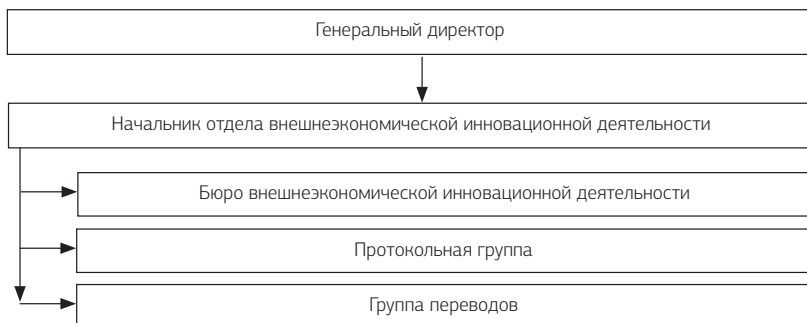 Генеральный директор
Начальник отдела внешнеэкономической инновационной деятельности
Бюро внешнеэкономической инновационной деятельности
Протокольная группа
Группа переводов